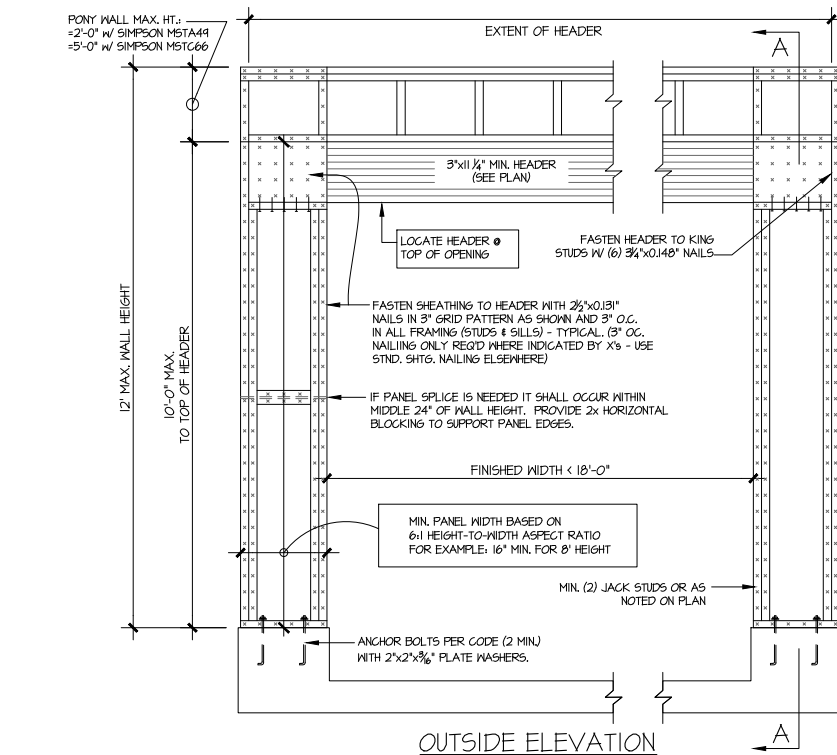 PONY WALL MAX. HT.:
=2'-0" W/ SIMPSON MSTA49
=5'-0" W/ SIMPSON MSTC66
EXTENT OF HEADER
A
3"x11 1/4" MIN. HEADER
(SEE PLAN)
LOCATE HEADER @
TOP OF OPENING
FASTEN HEADER TO KING
STUDS W/ (6) 3 1/4"x0.148" NAILS
12' MAX. WALL HEIGHT
10'-0" MAX.
TO TOP OF HEADER
FASTEN SHEATHING TO HEADER WITH 2 1/2"x0.131"
NAILS IN 3" GRID PATTERN AS SHOWN AND 3" O.C.
IN ALL FRAMING (STUDS & SILLS) - TYPICAL. (3" OC.
NAILIING ONLY REQ'D WHERE INDICATED BY X's - USE
STND. SHTG. NAILING ELSEWHERE)
IF PANEL SPLICE IS NEEDED IT SHALL OCCUR WITHIN
MIDDLE 24" OF WALL HEIGHT. PROVIDE 2x HORIZONTAL
BLOCKING TO SUPPORT PANEL EDGES.
FINISHED WIDTH < 18'-0"
MIN. PANEL WIDTH BASED ON
6:1 HEIGHT-TO-WIDTH ASPECT RATIO
FOR EXAMPLE: 16" MIN. FOR 8' HEIGHT
MIN. (2) JACK STUDS OR AS
NOTED ON PLAN
ANCHOR BOLTS PER CODE (2 MIN.)
WITH 2"x2"x3/16" PLATE WASHERS.
OUTSIDE ELEVATION
A